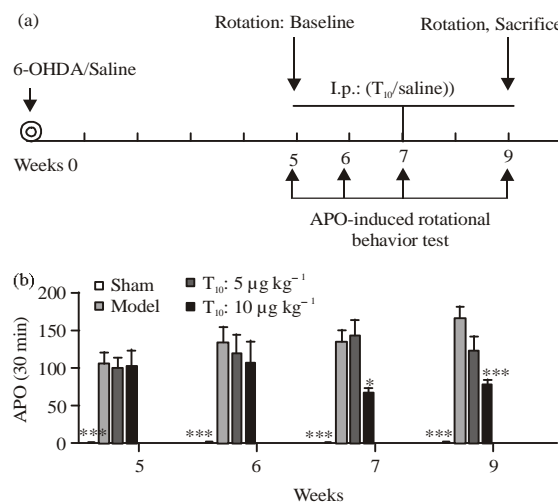 (a)
Rotation: Baseline
Rotation, Sacrifice
6-OHDA/Saline
I.p.: (T₁₀/saline))
Weeks 0
5 6 7 9
APO-induced rotational
behavior test
(b)
Sham
T₁₀: 5 µg kg⁻¹
Model
T₁₀: 10 µg kg⁻¹
200
150
100
50
0
APO (30 min)
*** *** *** * *** ***
5 6 7 9
Weeks